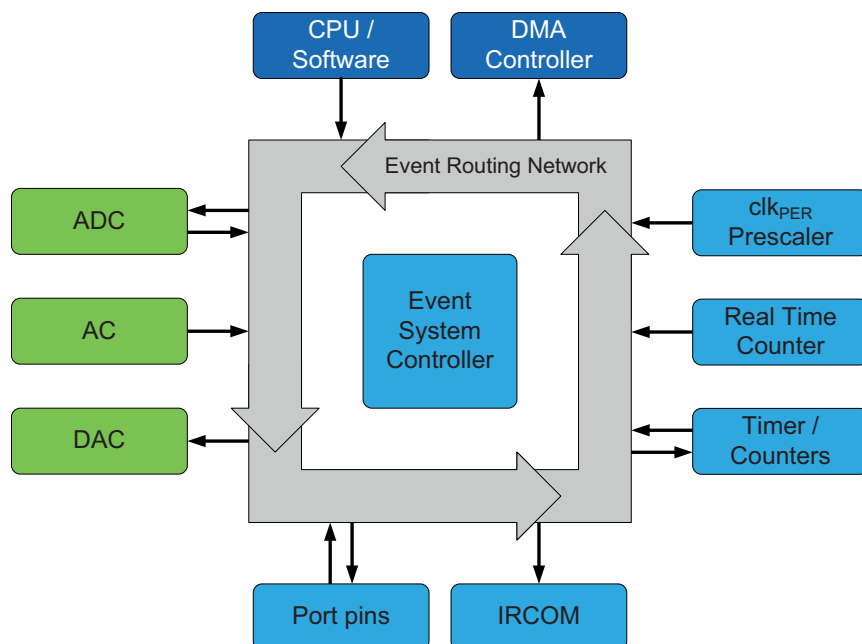 CPU /
Software
DMA
Controller
Event Routing Network
ADC
clkPER
Prescaler
Event
System
Controller
AC
Real Time
Counter
DAC
Timer /
Counters
Port pins
IRCOM